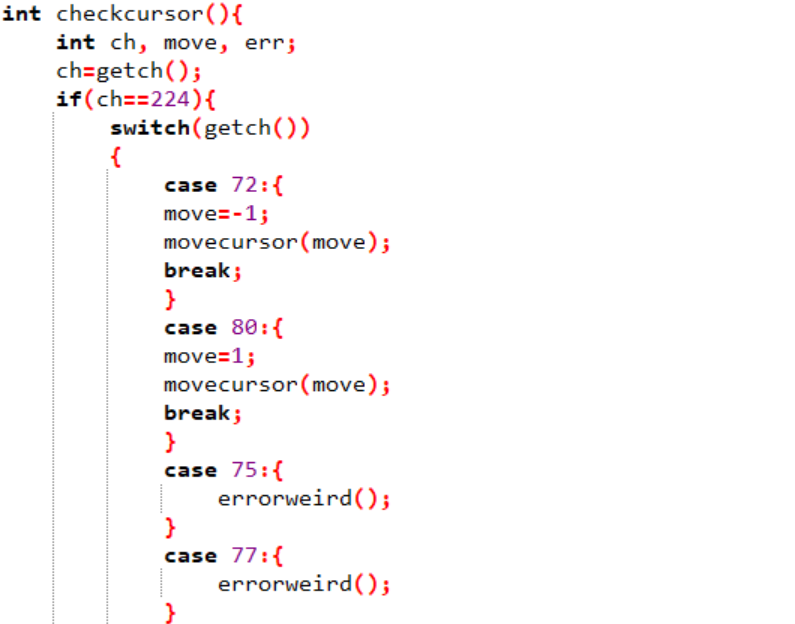 int checkcursor(){
    int ch, move, err;
    ch=getch();
    if(ch==224){
        switch(getch())
        {
            case 72:{
            move=-1;
            movecursor(move);
            break;
            }
            case 80:{
            move=1;
            movecursor(move);
            break;
            }
            case 75:{
                errorweird();
            }
            case 77:{
                errorweird();
            }